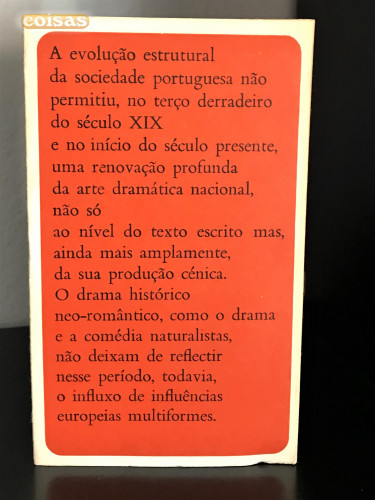 coisas
A evolução estrutural
da sociedade portuguesa não
permitiu, no terço derradeiro
do século XIX
e no início do século presente,
uma renovação profunda
da arte dramática nacional,
não só
ao nível do texto escrito mas,
ainda mais amplamente,
da sua produção cénica.
O drama histórico
neo-romântico, como o drama
e a comédia naturalistas,
não deixam de reflectir
nesse período, todavia,
o influxo de influências
europeias multiformes.